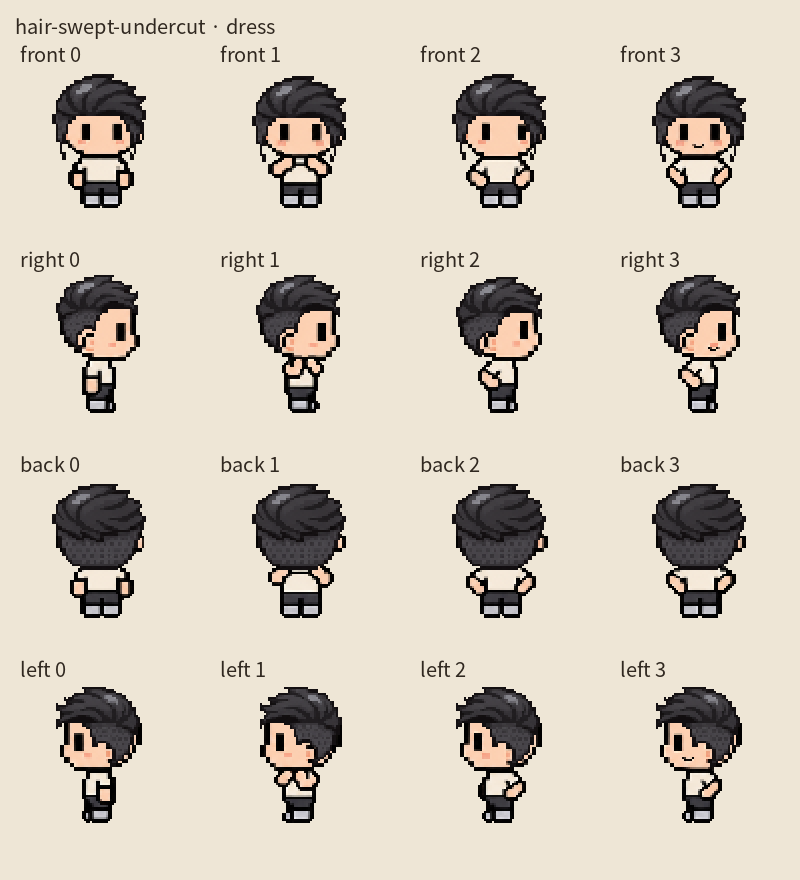 hair-swept-undercut · dress
front 0 front 1 front 2 front 3
right 0 right 1 right 2 right 3
back 0 back 1 back 2 back 3
left 0 left 1 left 2 left 3